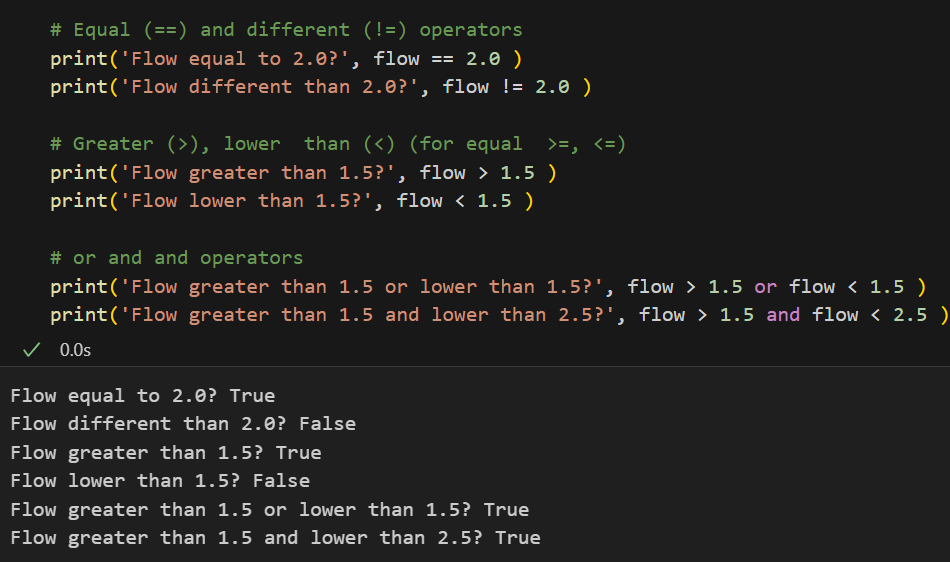 # Equal (==) and different (!=) operators
print('Flow equal to 2.0?', flow == 2.0 )
print('Flow different than 2.0?', flow != 2.0 )
# Greater (>), lower  than (<) (for equal  >=, <=)
print('Flow greater than 1.5?', flow > 1.5 )
print('Flow lower than 1.5?', flow < 1.5 )
# or and and operators
print('Flow greater than 1.5 or lower than 1.5?', flow > 1.5 or flow < 1.5 )
print('Flow greater than 1.5 and lower than 2.5?', flow > 1.5 and flow < 2.5 )
0.0s
Flow equal to 2.0? True
Flow different than 2.0? False
Flow greater than 1.5? True
Flow lower than 1.5? False
Flow greater than 1.5 or lower than 1.5? True
Flow greater than 1.5 and lower than 2.5? True